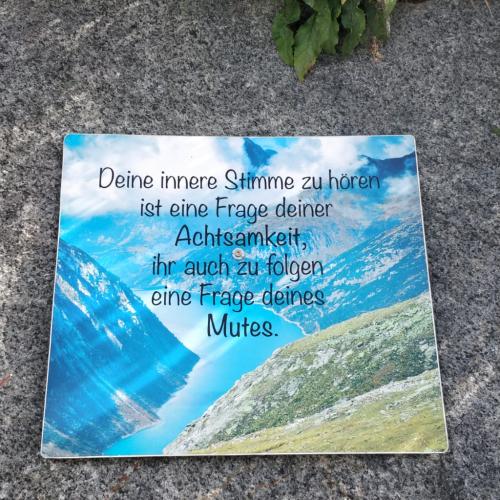 Deine innere Stimme zu hören
ist eine Frage deiner
Achtsamkeit,
ihr auch zu folgen
eine Frage deines
Mutes.